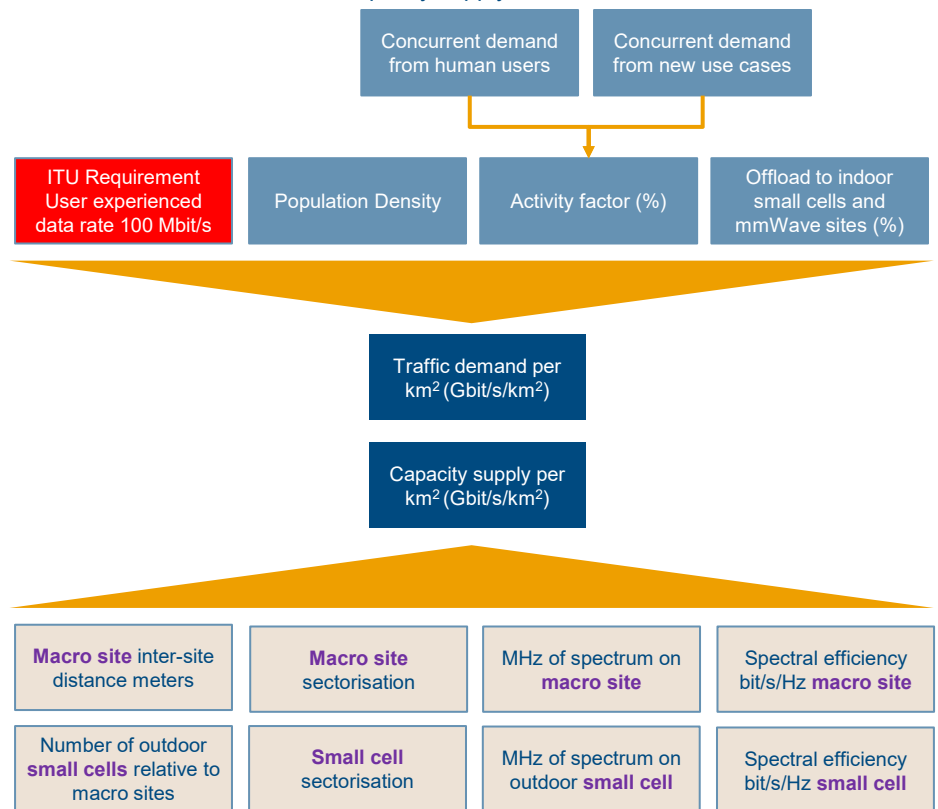 Concurrent demand
from human users
Concurrent demand
from new use cases
ITU Requirement
User experienced
data rate 100 Mbit/s
Population Density
Activity factor (%)
Offload to indoor
small cells and
mmWave sites (%)
Traffic demand per
km² (Gbit/s/km²)
Capacity supply per
km² (Gbit/s/km²)
Macro site inter-site
distance meters
Macro site
sectorisation
MHz of spectrum on
macro site
Spectral efficiency
bit/s/Hz macro site
Number of outdoor
small cells relative to
macro sites
Small cell
sectorisation
MHz of spectrum on
outdoor small cell
Spectral efficiency
bit/s/Hz small cell